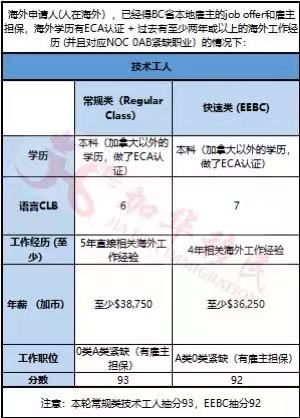 海外申请人(人在海外），已经得BC省本地雇主的job offer和雇主
担保，海外学历有ECA认证 + 过去有至少两年或以上的海外工作经
历 (并且对应NOC 0AB紧缺职业）的情况下：
技术工人
常规类（Regular
Class）
快速类 (EEBC)
学历
本科（加拿大以外的学
历，做了ECA认
证）
本科（加拿大以外的学历，
做了ECA认证）
语言CLB
6
7
工作经历 (至
少）
5年直接相关海外工
作经验
4年相关海外工作经验
年薪 （加币）
至少$38,750
至少$36,250
工作职位
0类A类紧缺（有雇主
担保）
A类0类紧缺（有雇主担保）
分数
93
92
注意：本轮常规类技术工人抽分93，EEBC抽分92
加华移民